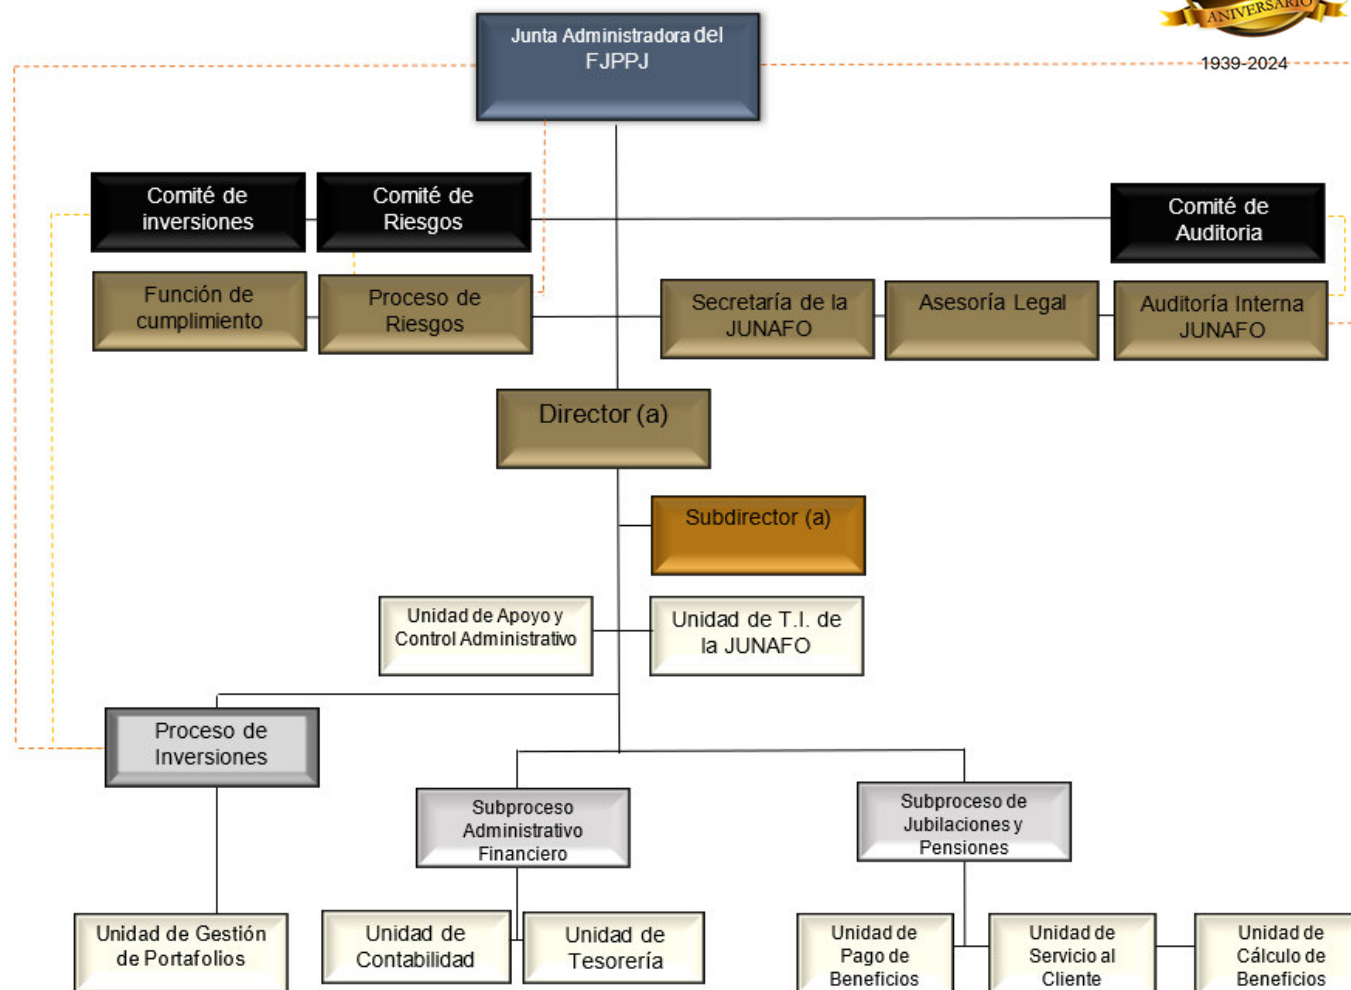 ANIVERSARIO
1939-2024
Junta Administradora del
FJPPJ
Comité de
inversiones
Comité de
Riesgos
Comité de
Auditoria
Función de
cumplimiento
Proceso de
Riesgos
Secretaría de la
JUNAFO
Asesoría Legal
Auditoría Interna
JUNAFO
Director (a)
Subdirector (a)
Unidad de Apoyo y
Control Administrativo
Unidad de T.I. de
la JUNAFO
Proceso de
Inversiones
Subproceso
Administrativo
Financiero
Subproceso de
Jubilaciones y
Pensiones
Unidad de Gestión
de Portafolios
Unidad de
Contabilidad
Unidad de
Tesorería
Unidad de
Pago de
Beneficios
Unidad de
Servicio al
Cliente
Unidad de
Cálculo de
Beneficios